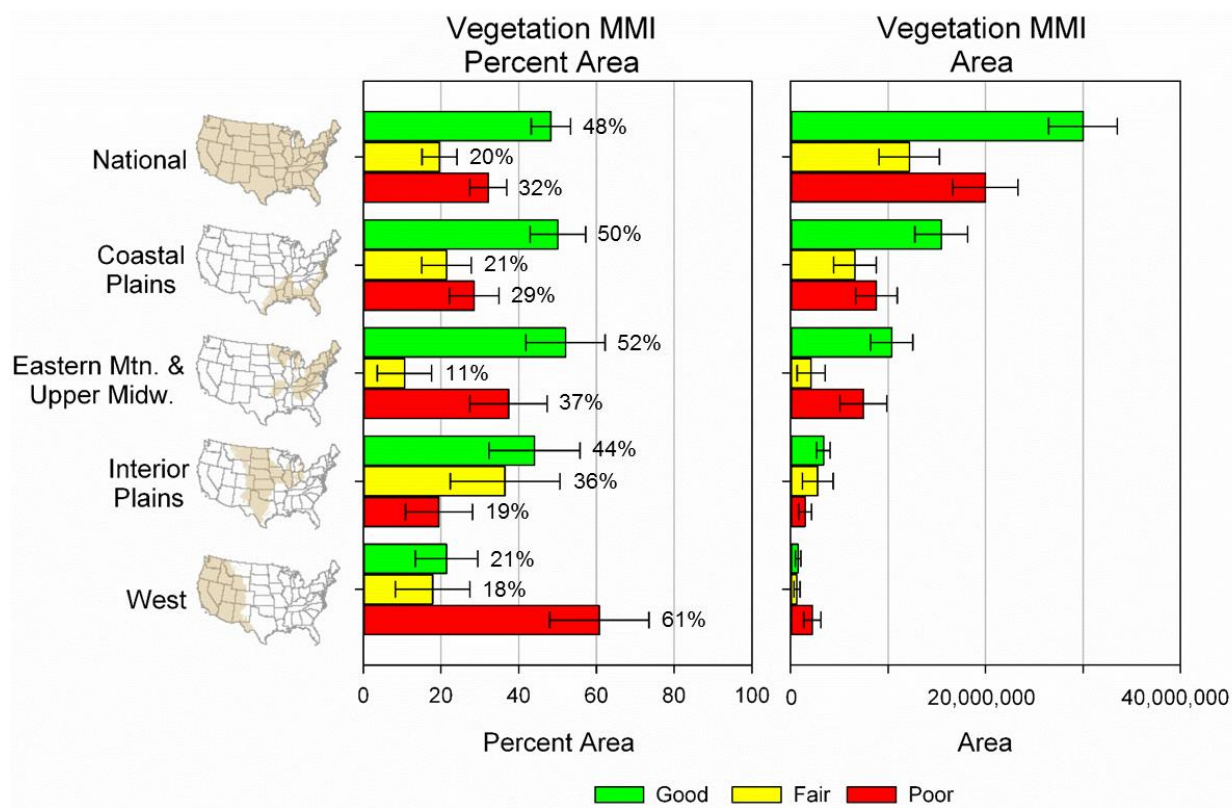 Vegetation MMI
Percent Area
Vegetation MMI
Area
National
48%
20%
32%
Coastal
Plains
50%
21%
29%
Eastern Mtn. &
Upper Midw.
52%
11%
37%
Interior
Plains
44%
36%
19%
West
21%
18%
61%
0 20 40 60 80 100
0 20,000,000 40,000,000
Percent Area
Area
Good Fair Poor